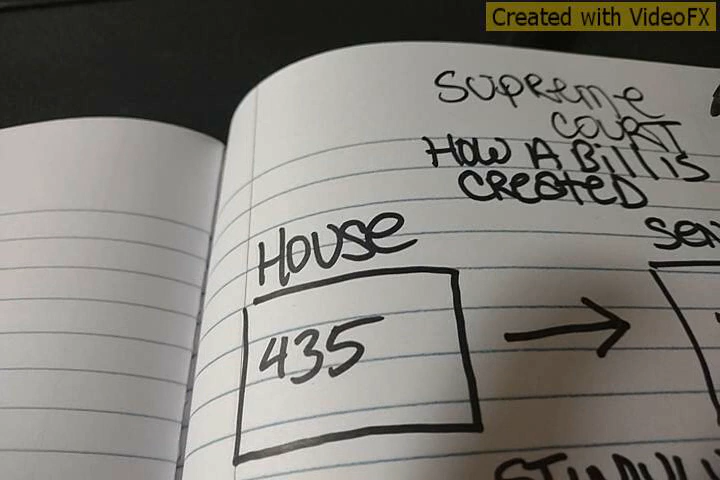 Created with VideoFX
SUPREME
COURT
HOW A BILL IS
CREATED
HOUSE
435